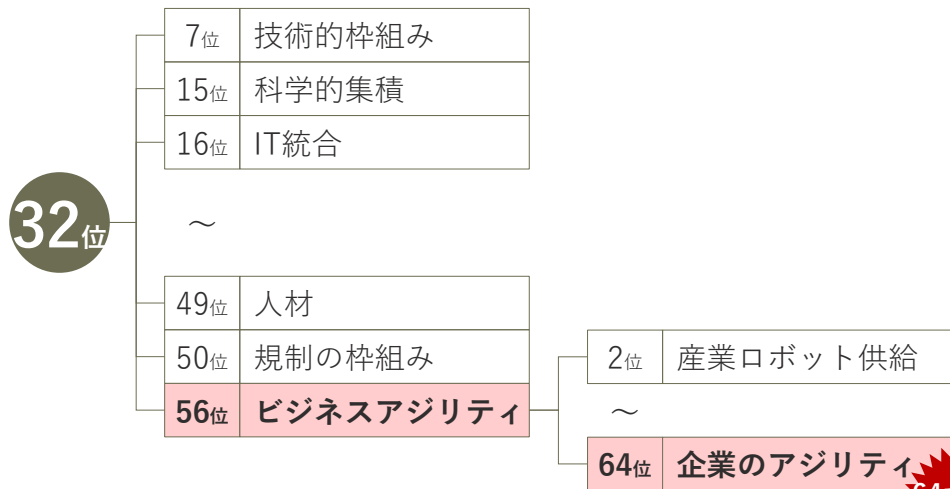 7位 技術的枠組み
15位 科学的集積
16位 IT統合
32位
～
49位 人材
50位 規制の枠組み
2位 産業ロボット供給
56位 ビジネスアジリティ
～
64位 企業のアジリティ